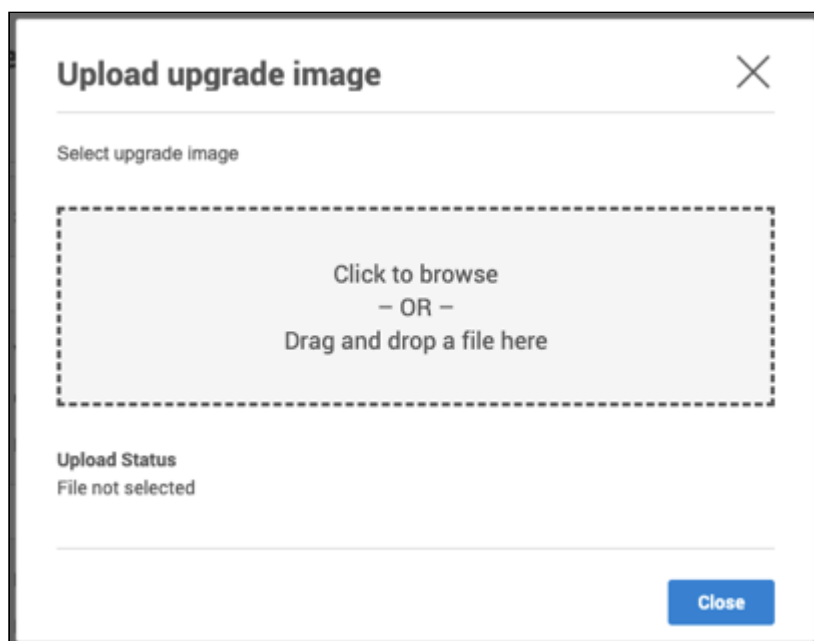 Upload upgrade image
Select upgrade image
Click to browse
– OR –
Drag and drop a file here
Upload Status
File not selected
Close